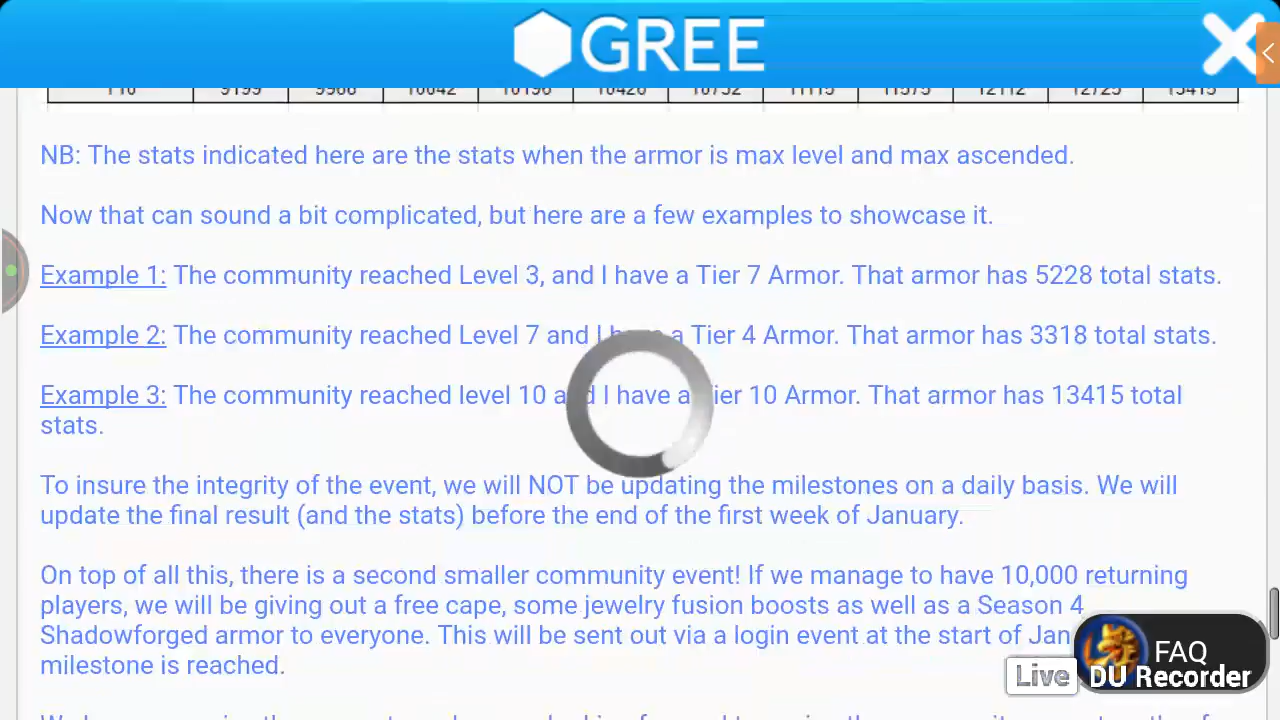 GREE
NB: The stats indicated here are the stats when the armor is max level and max ascended.
Now that can sound a bit complicated, but here are a few examples to showcase it.
Example 1: The community reached Level 3, and I have a Tier 7 Armor. That armor has 5228 total stats.
Example 2: The community reached Level 7 and I have a Tier 4 Armor. That armor has 3318 total stats.
Example 3: The community reached level 10 and I have a Tier 10 Armor. That armor has 13415 total
stats.
To insure the integrity of the event, we will NOT be updating the milestones on a daily basis. We will
update the final result (and the stats) before the end of the first week of January.
On top of all this, there is a second smaller community event! If we manage to have 10,000 returning
players, we will be giving out a free cape, some jewelry fusion boosts as well as a Season 4
Shadowforged armor to everyone. This will be sent out via a login event at the start of Jan
milestone is reached.
FAQ
Live DU Recorder